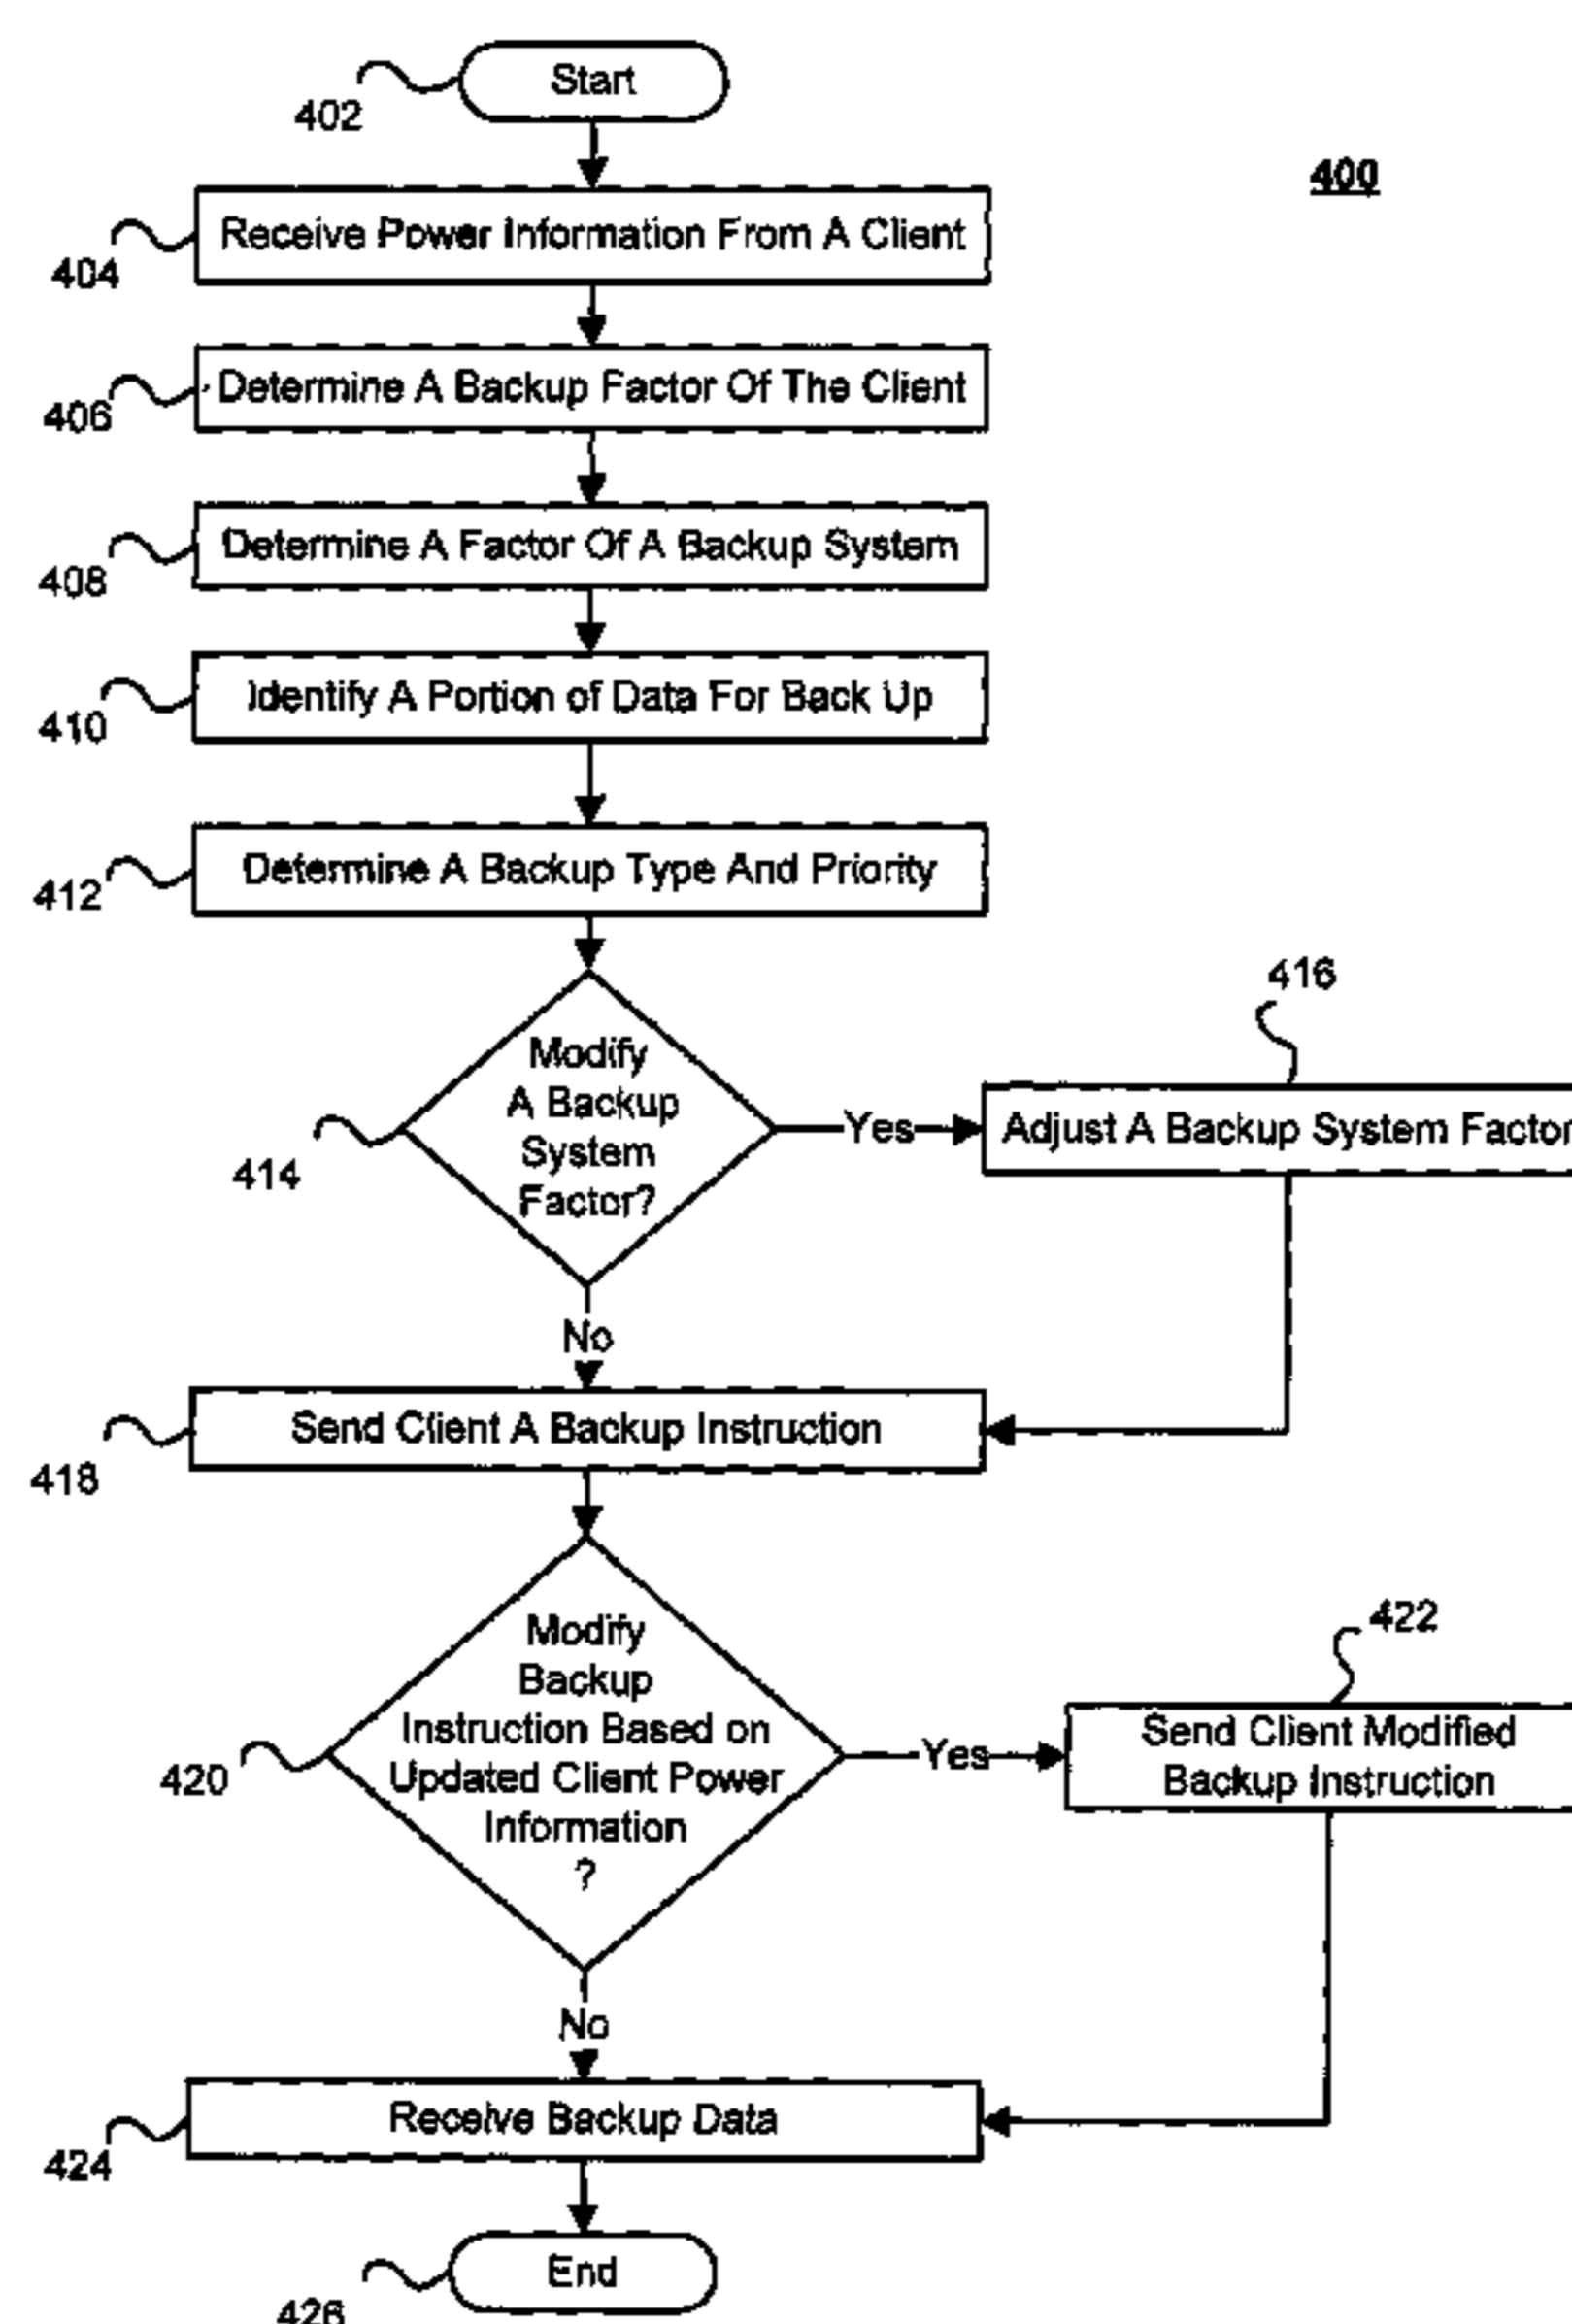 Start
402
400
Receive Power Information From A Client
404
Determine A Backup Factor Of The Client
406
Determine A Factor Of A Backup System
408
Identify A Portion of Data For Back Up
410
Determine A Backup Type And Priority
412
416
Modify
A Backup
System
Factor?
414
Yes
Adjust A Backup System Factor
No
Send Client A Backup Instruction
418
422
Modify
Backup
Instruction Based on
Updated Client Power
Information
?
420
Yes
Send Client Modified
Backup Instruction
No
Receive Backup Data
424
End
426